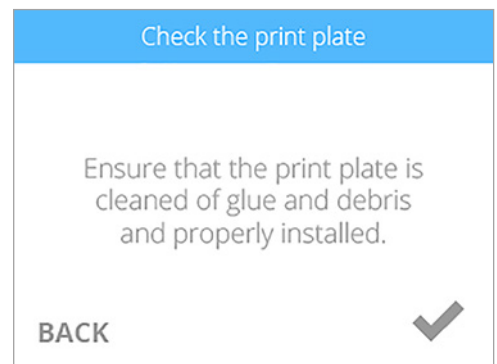 Check the print plate
Ensure that the print plate is
cleaned of glue and debris
and properly installed.
BACK